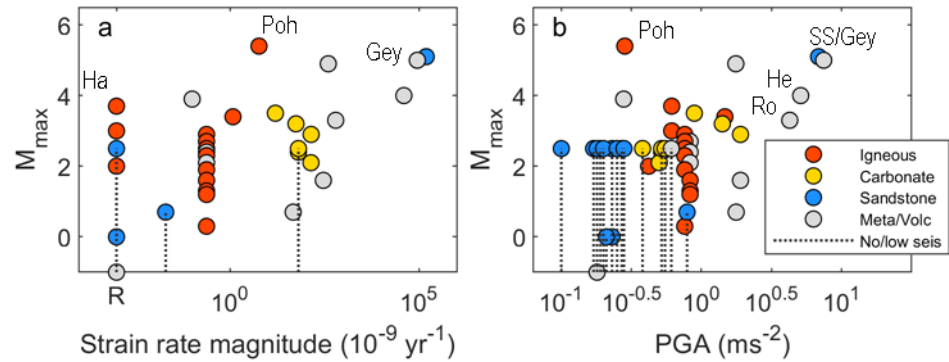 a
Poh
Gey
Ha
M_max
6
4
2
0
R
10^0
10^5
Strain rate magnitude (10^-9 yr^-1)
b
Poh
SS/Gey
He
Ro
M_max
6
4
2
0
Igneous
Carbonate
Sandstone
Meta/Volc
No/low seis
10^-1
10^-0.5
10^0
10^0.5
10^1
PGA (ms^-2)